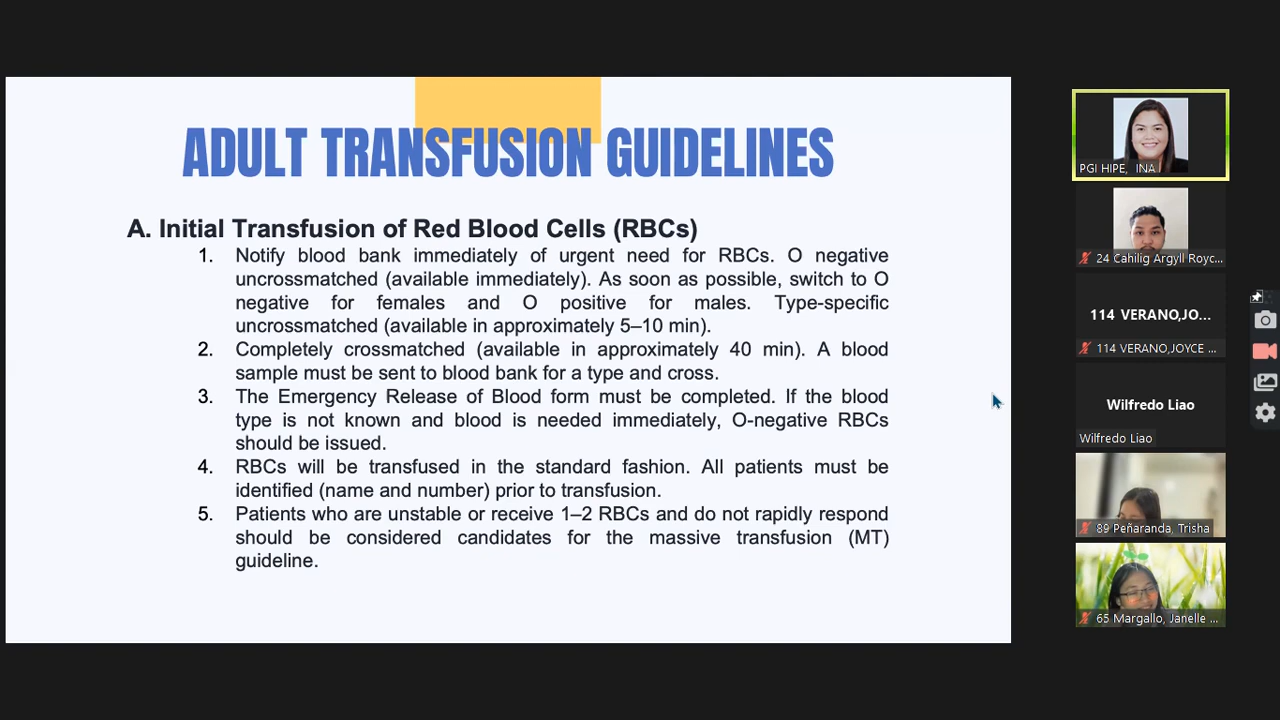 ADULT TRANSFUSION GUIDELINES
A. Initial Transfusion of Red Blood Cells (RBCs)
1. Notify blood bank immediately of urgent need for RBCs. O negative
uncrossmatched (available immediately). As soon as possible, switch to O
negative for females and O positive for males. Type-specific
uncrossmatched (available in approximately 5–10 min).
2. Completely crossmatched (available in approximately 40 min). A blood
sample must be sent to blood bank for a type and cross.
3. The Emergency Release of Blood form must be completed. If the blood
type is not known and blood is needed immediately, O-negative RBCs
should be issued.
4. RBCs will be transfused in the standard fashion. All patients must be
identified (name and number) prior to transfusion.
5. Patients who are unstable or receive 1–2 RBCs and do not rapidly respond
should be considered candidates for the massive transfusion (MT)
guideline.
PGI HIPE, INA
24 Cahilig Argyll Royc...
114 VERANO,JO...
114 VERANO,JOYCE ...
Wilfredo Liao
Wilfredo Liao
89 Peñaranda, Trisha
65 Margallo, Janelle ...